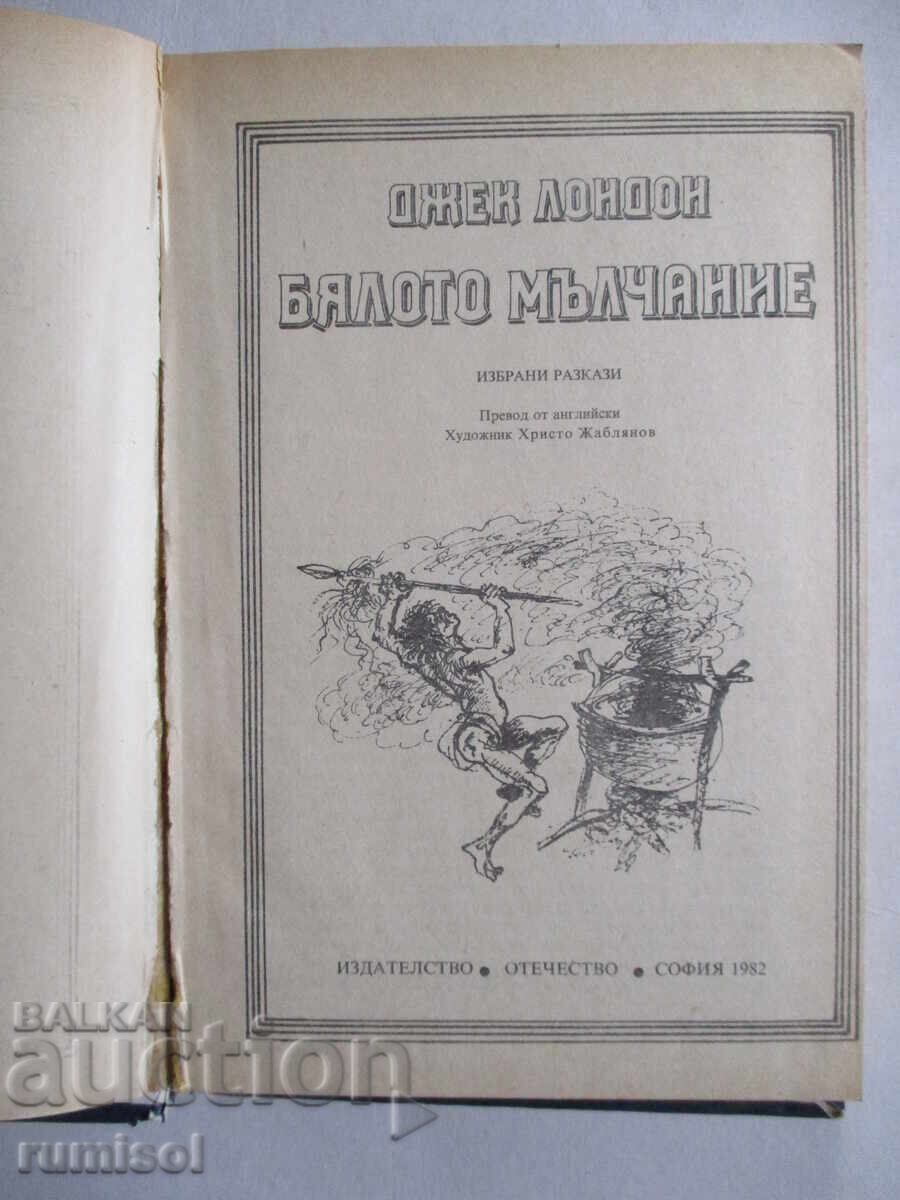 ДЖЕК ЛОНДОН
БЯЛОТО МЪЛЧАНИЕ
ИЗБРАНИ РАЗКАЗИ
Превод от английски
Художник Христо Жаблянов
ИЗДАТЕЛСТВО • ОТЕЧЕСТВО • СОФИЯ 1982
BALKAN
auction
rumisol